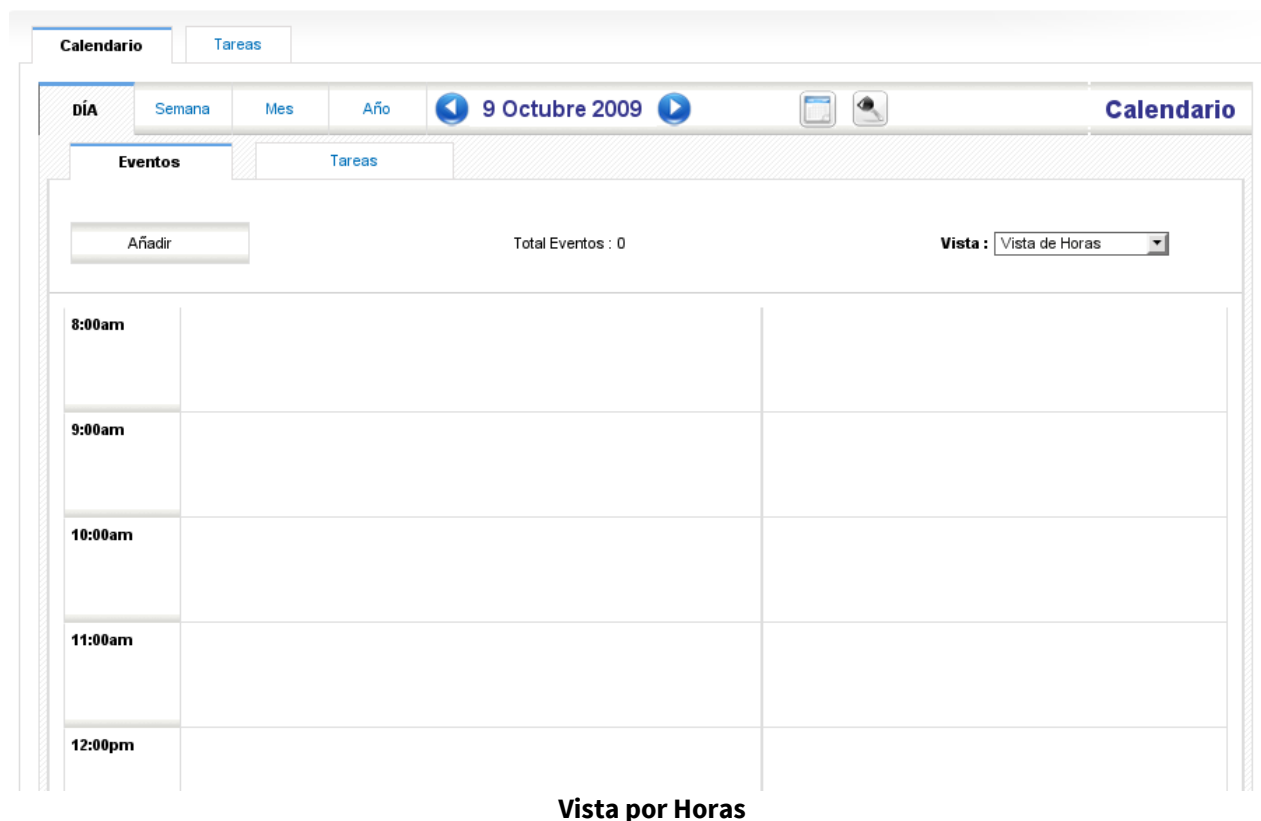 Calendario Tareas
DÍA Semana Mes Año 9 Octubre 2009 Calendario
Eventos Tareas
Añadir Total Eventos : 0 Vista : Vista de Horas
8:00am
9:00am
10:00am
11:00am
12:00pm
Vista por Horas